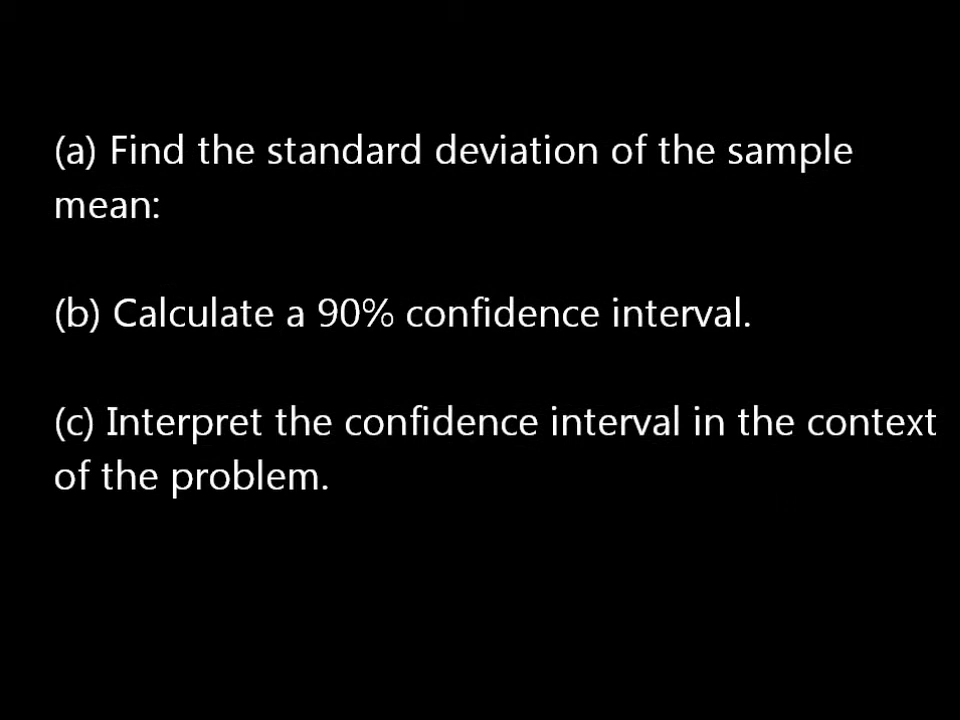 (a) Find the standard deviation of the sample
mean:
(b) Calculate a 90% confidence interval.
(c) Interpret the confidence interval in the context
of the problem.